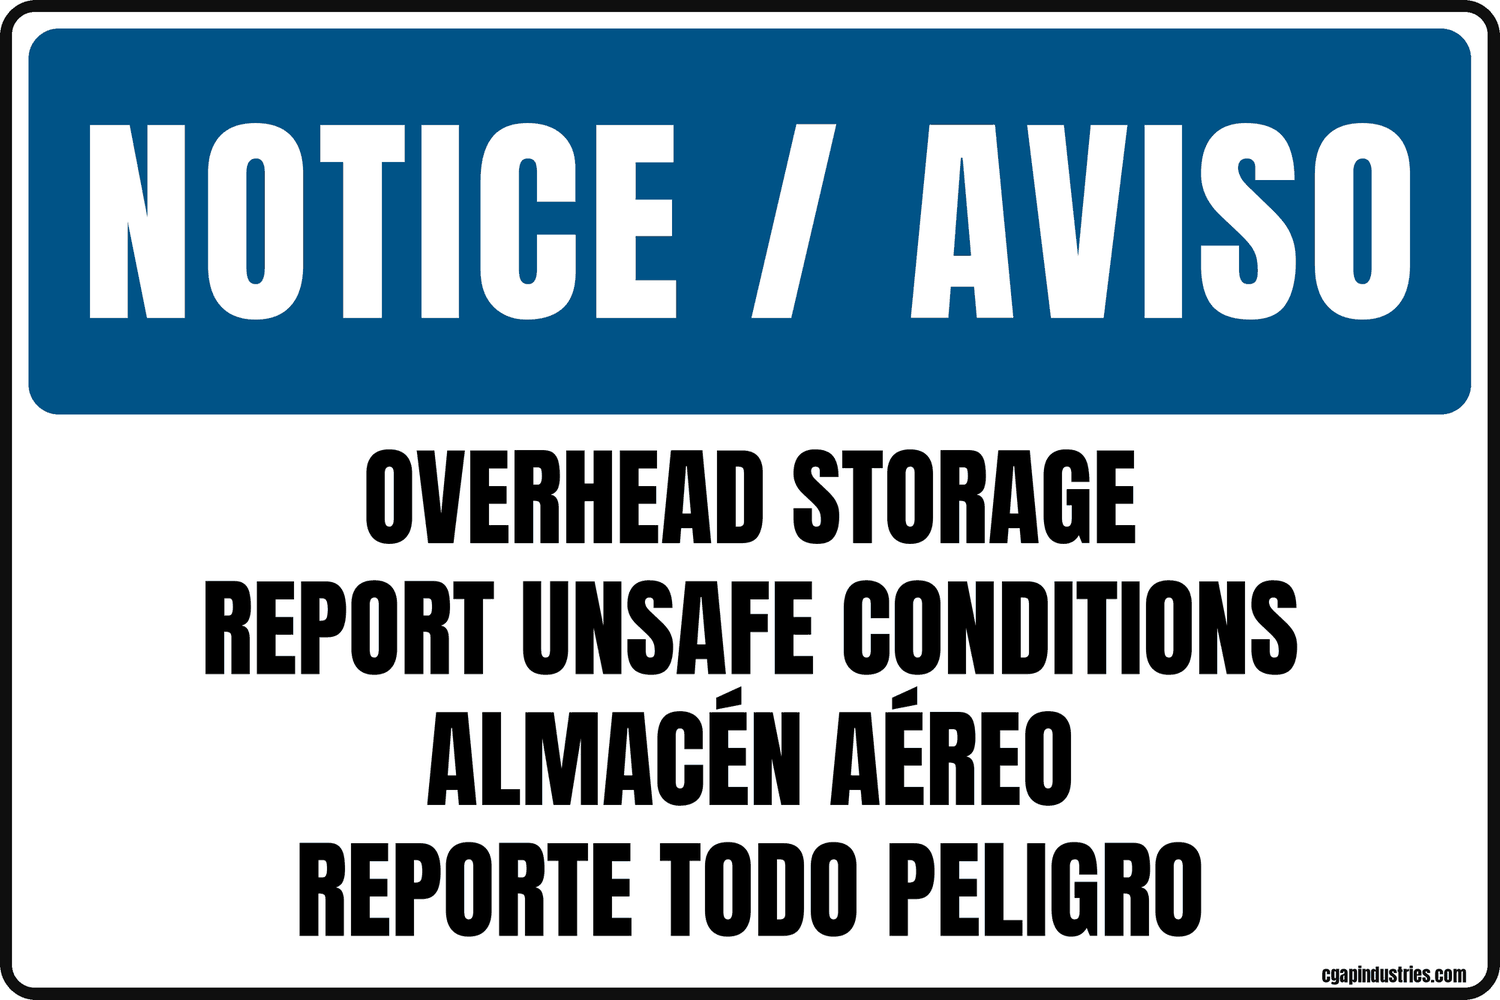 NOTICE / AVISO
OVERHEAD STORAGE
REPORT UNSAFE CONDITIONS
ALMACÉN AÉREO
REPORTE TODO PELIGRO
cgapindustries.com